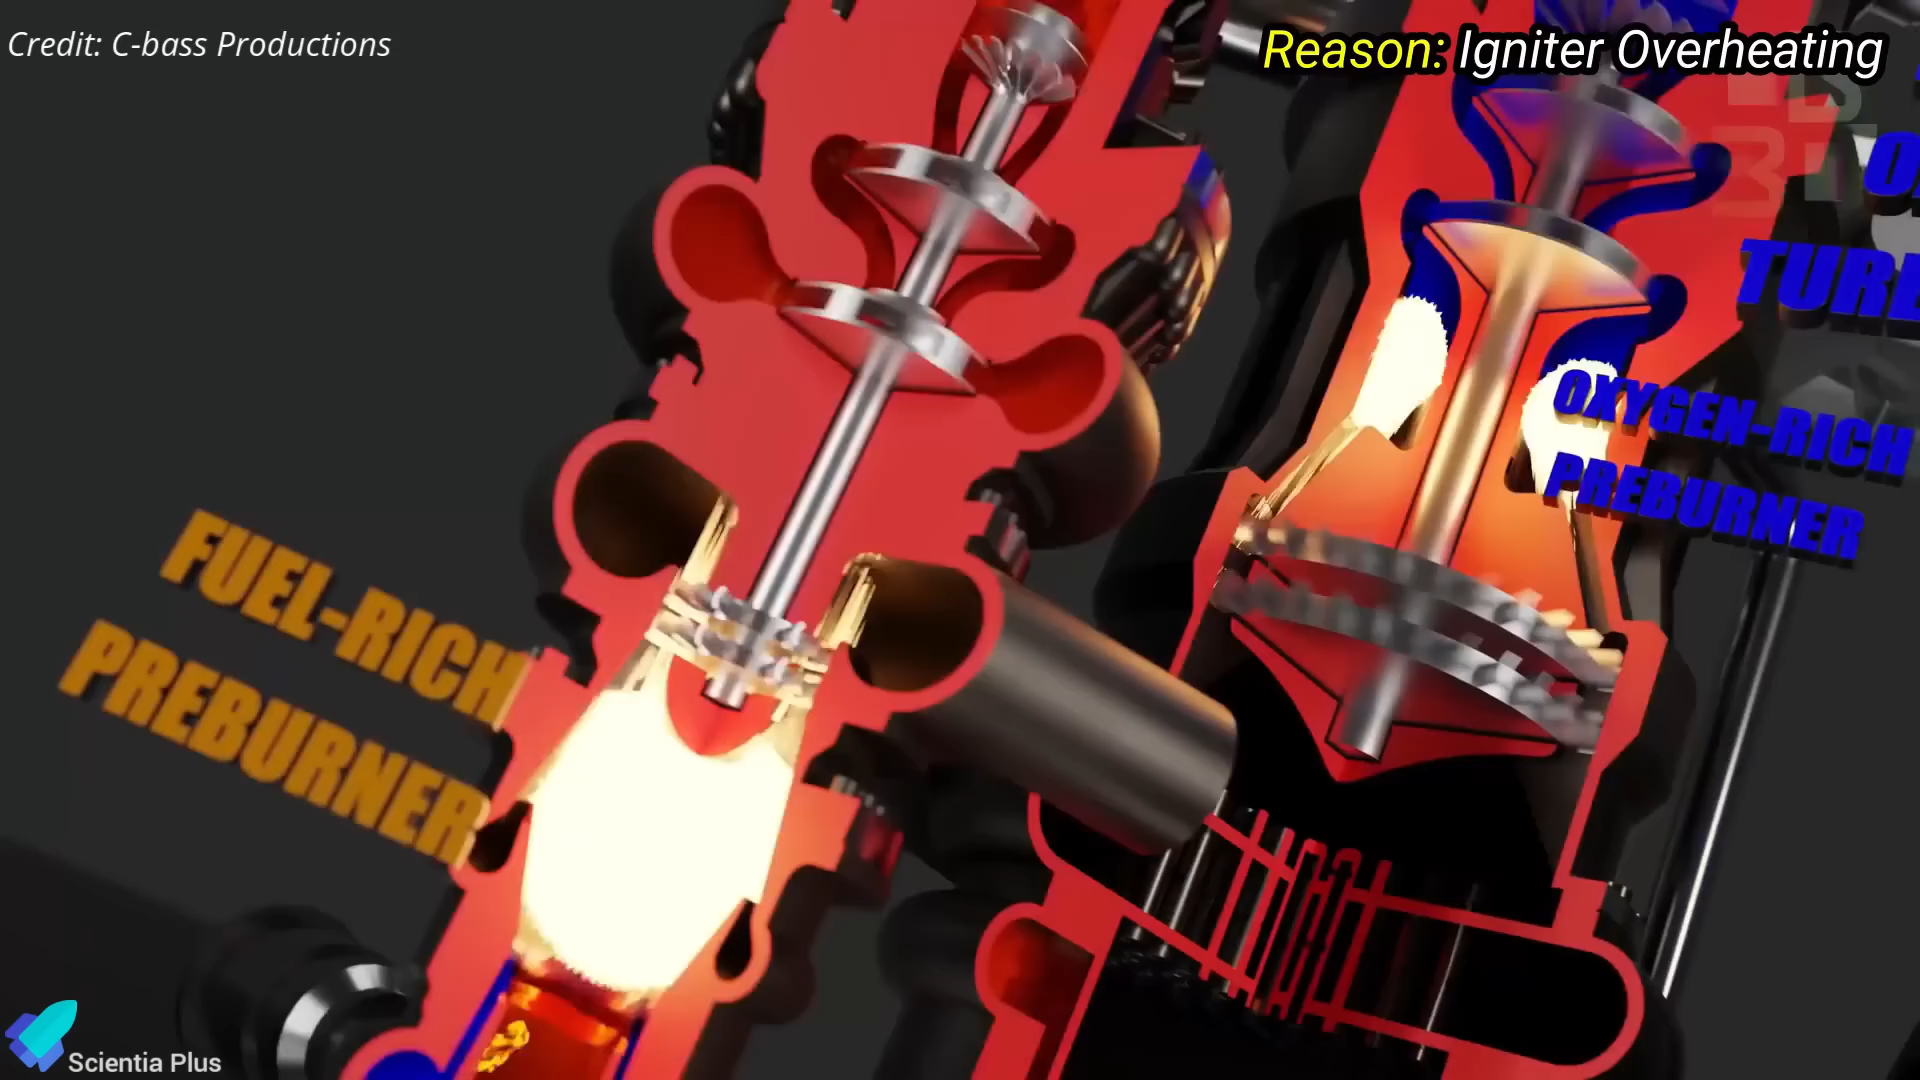 Credit: C-bass Productions
Reason: Igniter Overheating
OXYGEN-RICH
PREBURNER
FUEL-RICH
PREBURNER
Scientia Plus